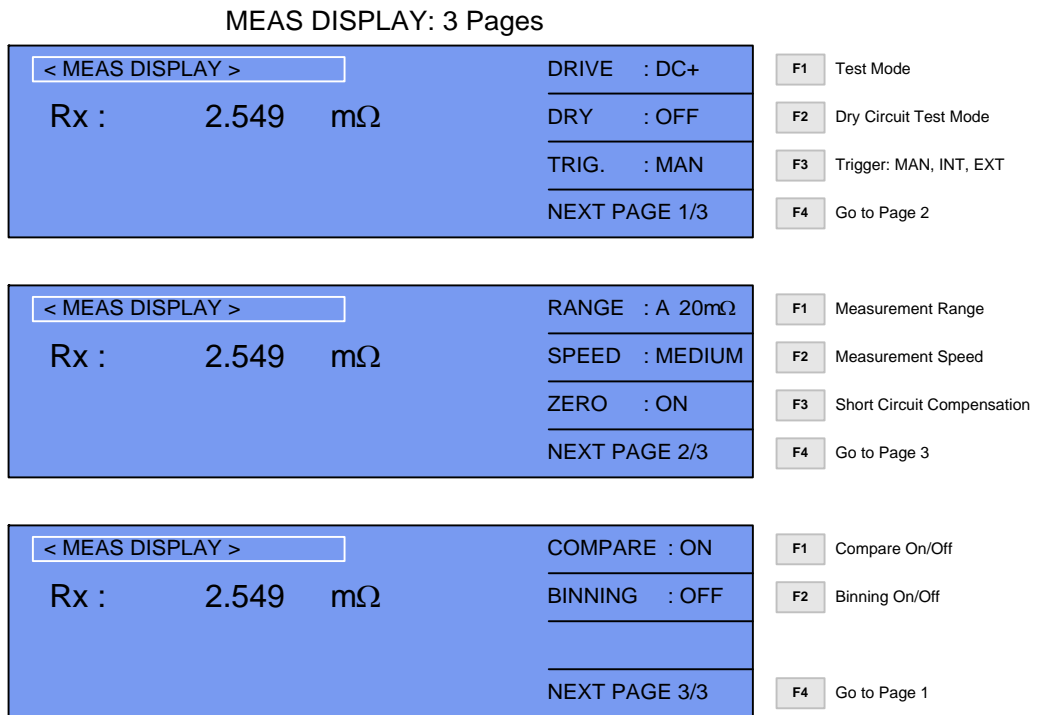 MEAS DISPLAY: 3 Pages
< MEAS DISPLAY > DRIVE : DC+ F1 Test Mode
Rx : 2.549 mΩ DRY : OFF F2 Dry Circuit Test Mode
TRIG. : MAN F3 Trigger: MAN, INT, EXT
NEXT PAGE 1/3 F4 Go to Page 2
< MEAS DISPLAY > RANGE : A 20mΩ F1 Measurement Range
Rx : 2.549 mΩ SPEED : MEDIUM F2 Measurement Speed
ZERO : ON F3 Short Circuit Compensation
NEXT PAGE 2/3 F4 Go to Page 3
< MEAS DISPLAY > COMPARE : ON F1 Compare On/Off
Rx : 2.549 mΩ BINNING : OFF F2 Binning On/Off
NEXT PAGE 3/3 F4 Go to Page 1